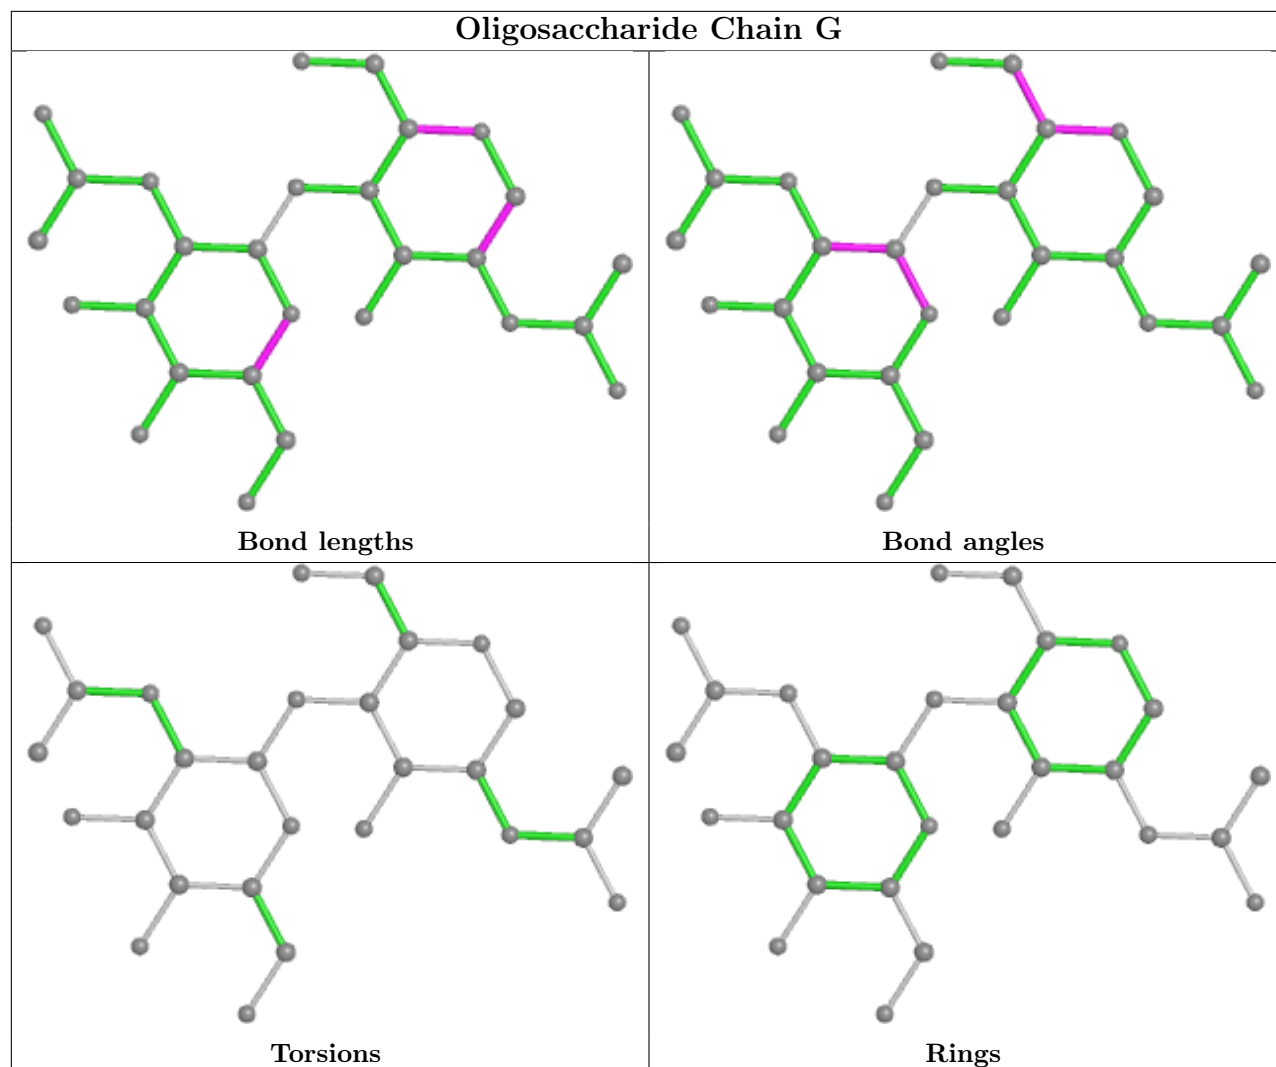 Oligosaccharide Chain G
Bond lengths
Bond angles
Torsions
Rings